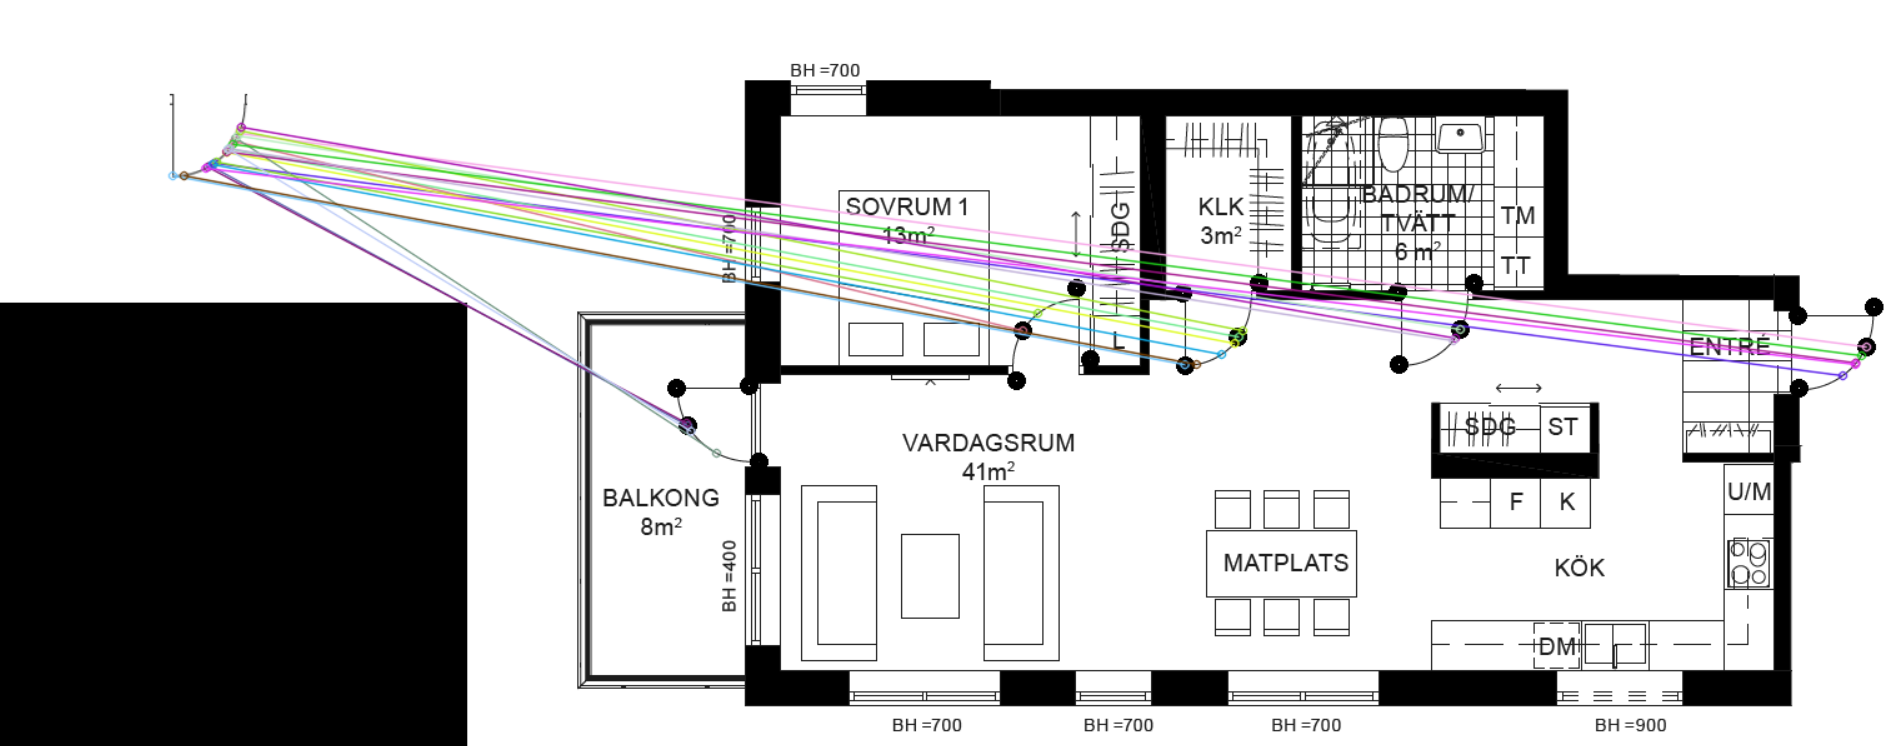 BH =700
SOVRUM 1
13m²
BH =700
SDG
L
KLK
3m²
BADRUM/
TVÄTT
6 m²
TM
TT
ENTRÉ
SDG
ST
VARDAGSRUM
41m²
BALKONG
8m²
BH =400
F
K
U/M
MATPLATS
KÖK
DM
BH =700
BH =700
BH =700
BH =900